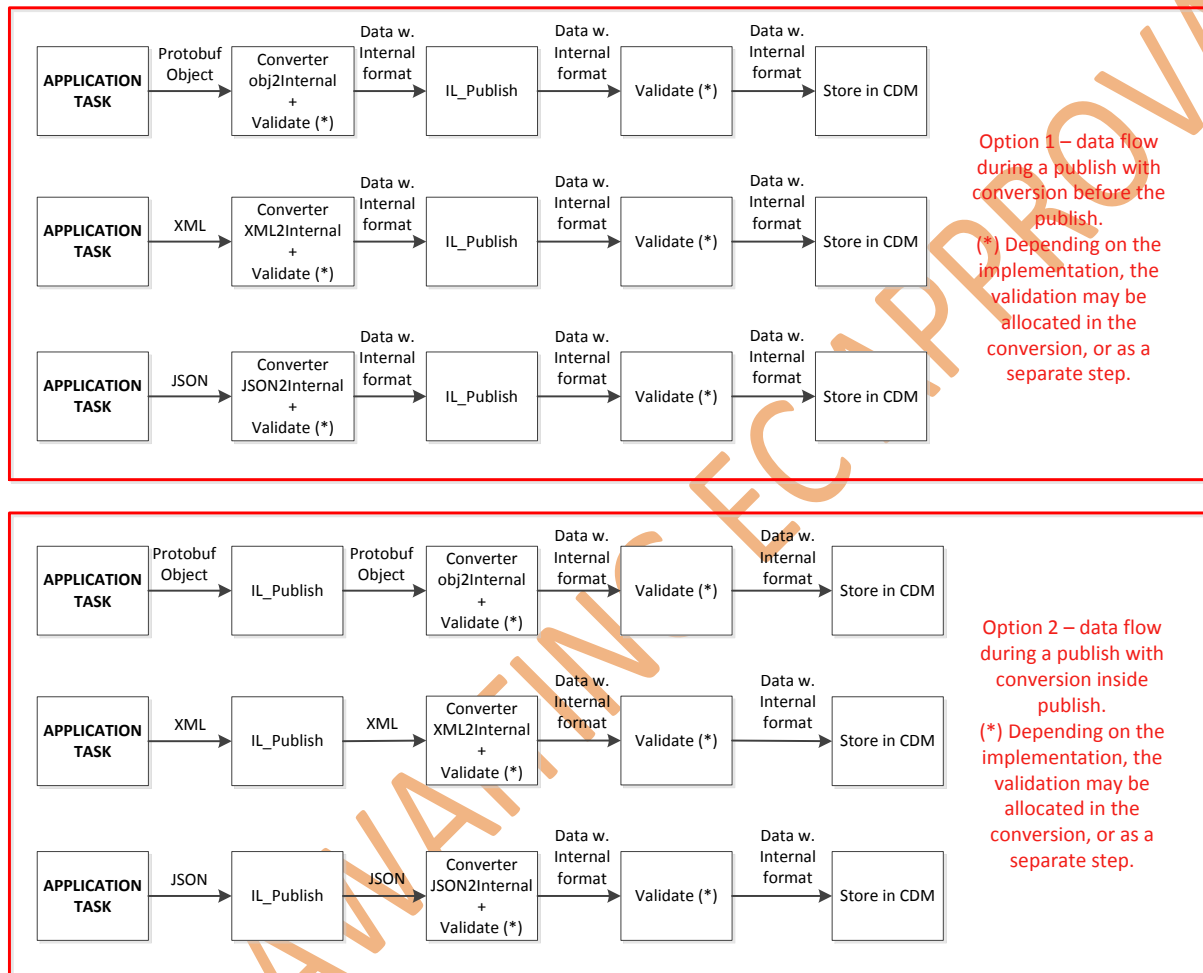 Protobuf
Object
Data w.
Internal
format
Data w.
Internal
format
Data w.
Internal
format
APPLICATION
TASK
Converter
obj2Internal
+
Validate (*)
IL_Publish
Validate (*)
Store in CDM
XML
Data w.
Internal
format
Data w.
Internal
format
Data w.
Internal
format
APPLICATION
TASK
Converter
XML2Internal
+
Validate (*)
IL_Publish
Validate (*)
Store in CDM
JSON
Data w.
Internal
format
Data w.
Internal
format
Data w.
Internal
format
APPLICATION
TASK
Converter
JSON2Internal
+
Validate (*)
IL_Publish
Validate (*)
Store in CDM
Option 1 – data flow
during a publish with
conversion before the
publish.
(*) Depending on the
implementation, the
validation may be
allocated in the
conversion, or as a
separate step.
Protobuf
Object
Protobuf
Object
Data w.
Internal
format
Data w.
Internal
format
APPLICATION
TASK
IL_Publish
Converter
obj2Internal
+
Validate (*)
Validate (*)
Store in CDM
XML
XML
Data w.
Internal
format
Data w.
Internal
format
APPLICATION
TASK
IL_Publish
Converter
XML2Internal
+
Validate (*)
Validate (*)
Store in CDM
JSON
JSON
Data w.
Internal
format
Data w.
Internal
format
APPLICATION
TASK
IL_Publish
Converter
JSON2Internal
+
Validate (*)
Validate (*)
Store in CDM
Option 2 – data flow
during a publish with
conversion inside
publish.
(*) Depending on the
implementation, the
validation may be
allocated in the
conversion, or as a
separate step.
AWAITING EC APPROVA